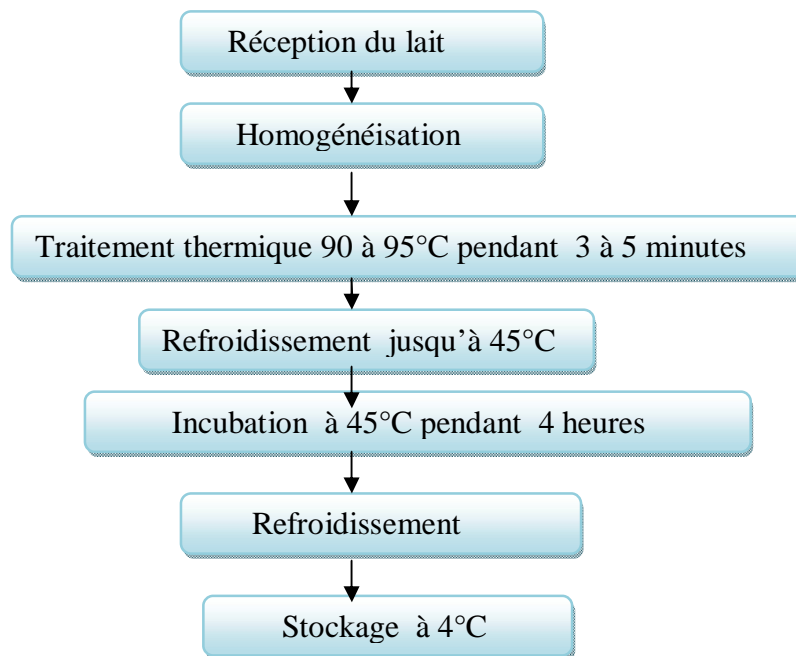 Réception du lait
Homogénéisation
Traitement thermique 90 à 95°C pendant 3 à 5 minutes
Refroidissement jusqu’à 45°C
Incubation à 45°C pendant 4 heures
Refroidissement
Stockage à 4°C